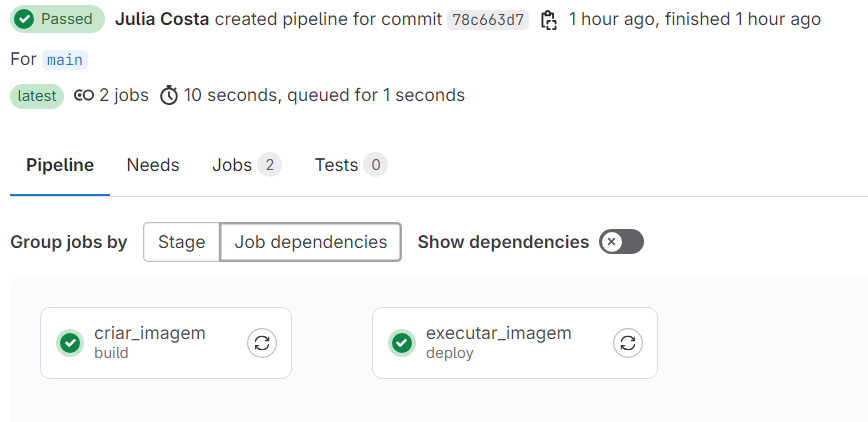 Passed Julia Costa created pipeline for commit 78c663d7 1 hour ago, finished 1 hour ago
For main
latest 2 jobs 10 seconds, queued for 1 seconds
Pipeline Needs Jobs 2 Tests 0
Group jobs by Stage Job dependencies Show dependencies
criar_imagem executar_imagem
build deploy